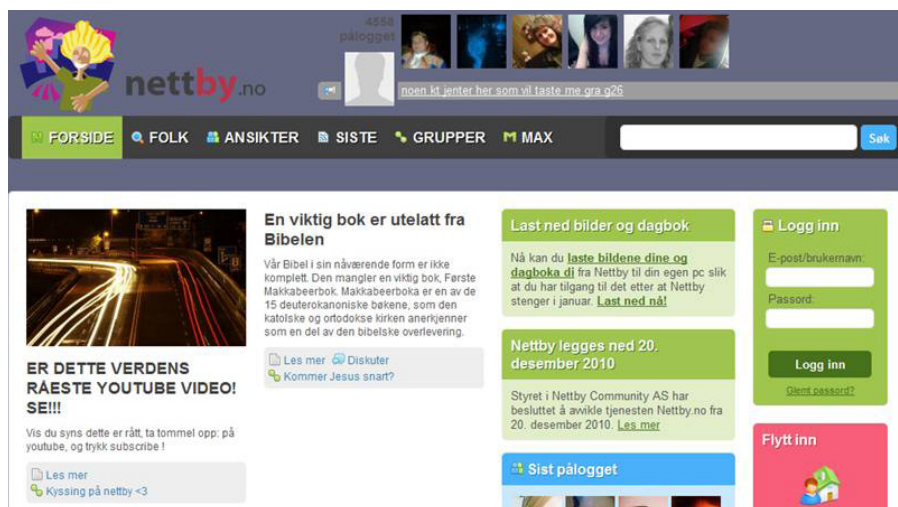 4558
pålogget
nettby.no
noen kt jenter her som vil taste me gra g26
FORSIDE FOLK ANSIKTER SISTE GRUPPER MAX Søk
ER DETTE VERDENS
RÅESTE YOUTUBE VIDEO!
SE!!!
Vis du syns dette er rått, ta tommel opp: på
youtube, og trykk subscribe !
Les mer
Kyssing på nettby <3
En viktig bok er utelatt fra
Bibelen
Vår Bibel i sin nåværende form er ikke
komplett. Den mangler en viktig bok, Første
Makkabeerbok. Makkabeerboka er en av de
15 deuterokanoniske bøkene, som den
katolske og ortodokse kirken anerkjenner
som en del av den bibelske overlevering.
Les mer Diskuter
Kommer Jesus snart?
Last ned bilder og dagbok
Nå kan du laste bildene dine og
dagboka di fra Nettby til din egen pc slik
at du har tilgang til det etter at Nettby
stenger i januar. Last ned nå!
Nettby legges ned 20.
desember 2010
Styret i Nettby Community AS har
besluttet å avikle tjenesten Nettby.no fra
20. desember 2010. Les mer
Sist pålogget
Logg inn
E-post/brukernavn:
Passord:
Logg inn
Glemt passord?
Flytt inn